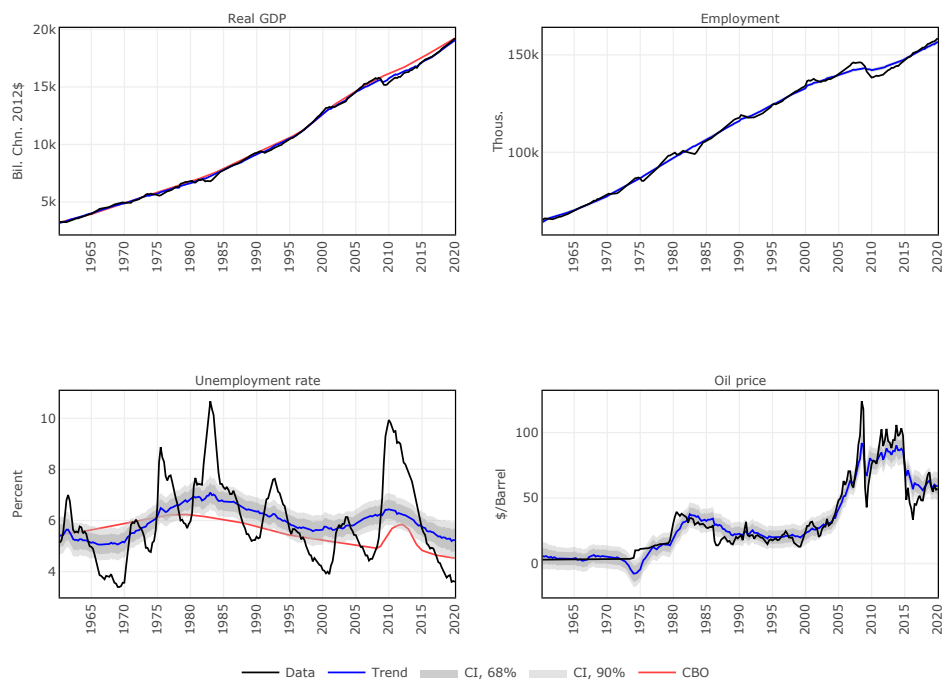 Real GDP
Employment
20k
15k
10k
5k
Bil. Chn. 2012$
1965 1970 1975 1980 1985 1990 1995 2000 2005 2010 2015 2020
150k
100k
Thous.
1965 1970 1975 1980 1985 1990 1995 2000 2005 2010 2015 2020
Unemployment rate
Oil price
10
8
6
4
Percent
1965 1970 1975 1980 1985 1990 1995 2000 2005 2010 2015 2020
100
50
0
$/Barrel
1965 1970 1975 1980 1985 1990 1995 2000 2005 2010 2015 2020
Data Trend CI, 68% CI, 90% CBO